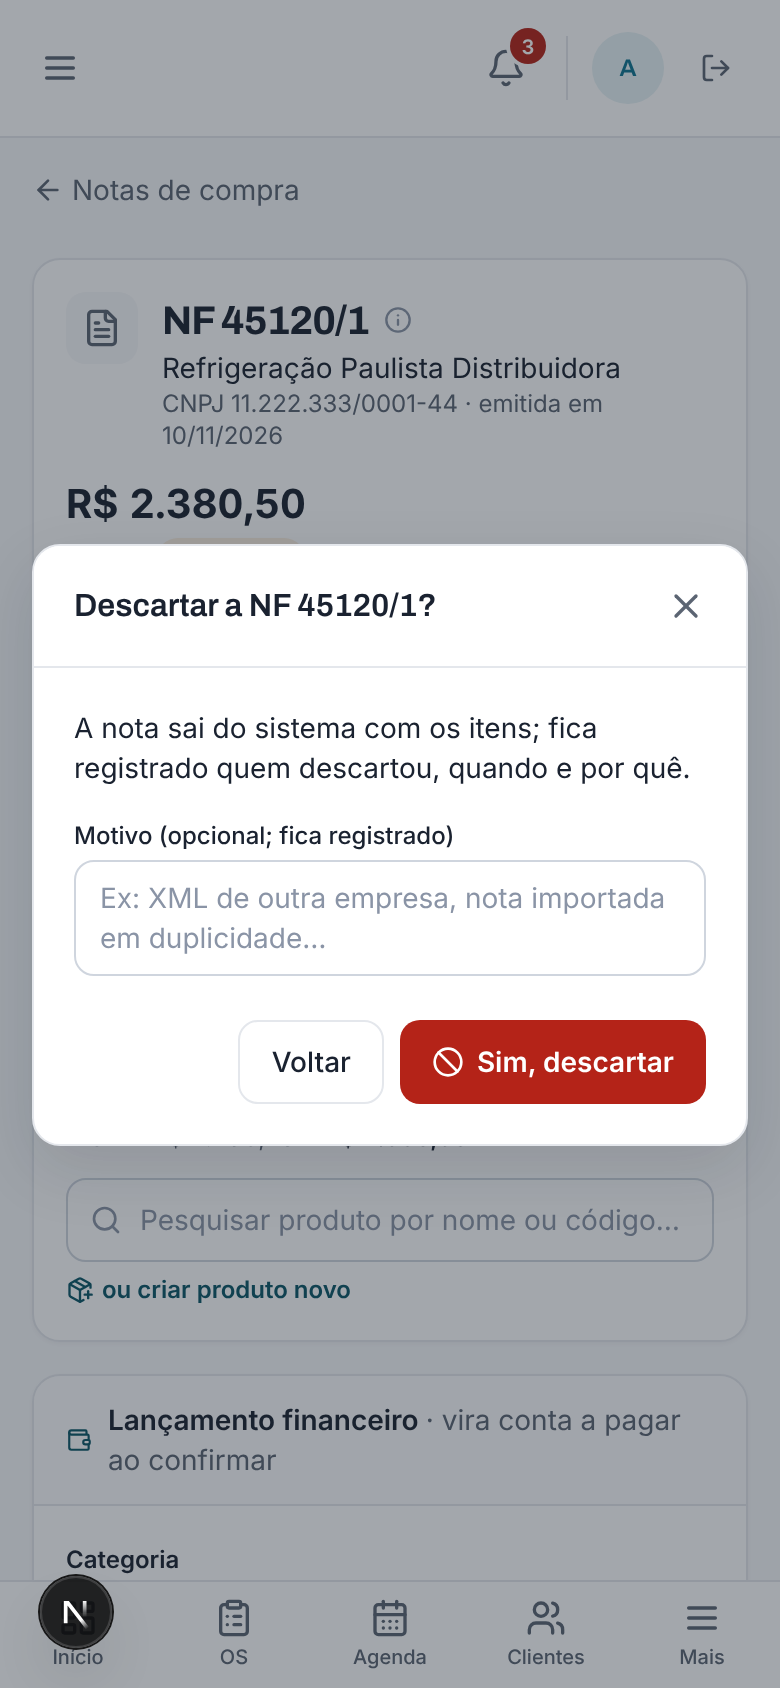 3
A
Notas de compra
NF 45120/1
Refrigeração Paulista Distribuidora
CNPJ 11.222.333/0001-44 · emitida em
10/11/2026
R$ 2.380,50
Descartar a NF 45120/1?
A nota sai do sistema com os itens; fica
registrado quem descartou, quando e por quê.
Motivo (opcional; fica registrado)
Ex: XML de outra empresa, nota importada
em duplicidade...
Voltar
Sim, descartar
Pesquisar produto por nome ou código...
ou criar produto novo
Lançamento financeiro · vira conta a pagar
ao confirmar
Categoria
N
Início
OS
Agenda
Clientes
Mais